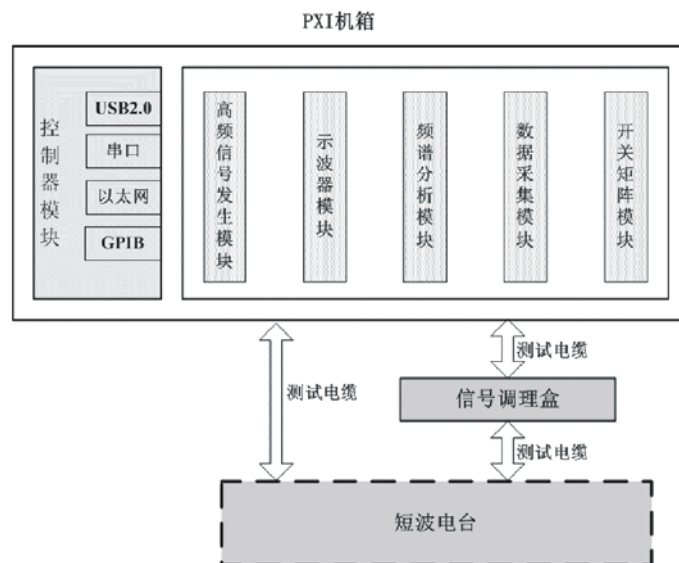 PXI机箱
控制器模块
USB2.0
串口
以太网
GPIB
高频信号发生模块
示波器模块
频谱分析模块
数据采集模块
开关矩阵模块
测试电缆
测试电缆
信号调理盒
测试电缆
短波电台